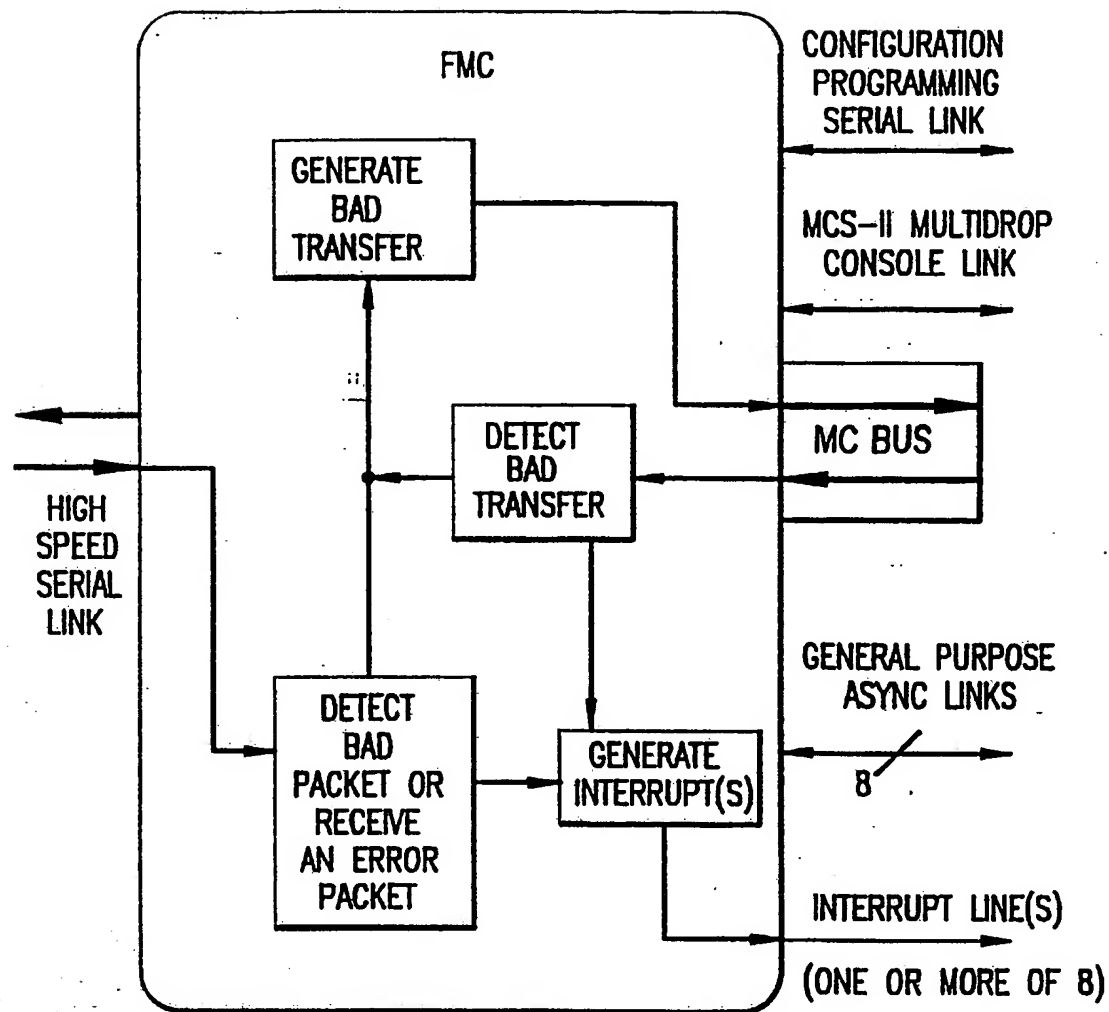 FMC
CONFIGURATION
PROGRAMMING
SERIAL LINK
GENERATE
BAD
TRANSFER
MCS-II MULTIDROP
CONSOLE LINK
DETECT
BAD
TRANSFER
MC BUS
HIGH
SPEED
SERIAL
LINK
DETECT
BAD
PACKET OR
RECEIVE
AN ERROR
PACKET
GENERATE
INTERRUPT(S)
GENERAL PURPOSE
ASYNC LINKS
8
INTERRUPT LINE(S)
(ONE OR MORE OF 8)